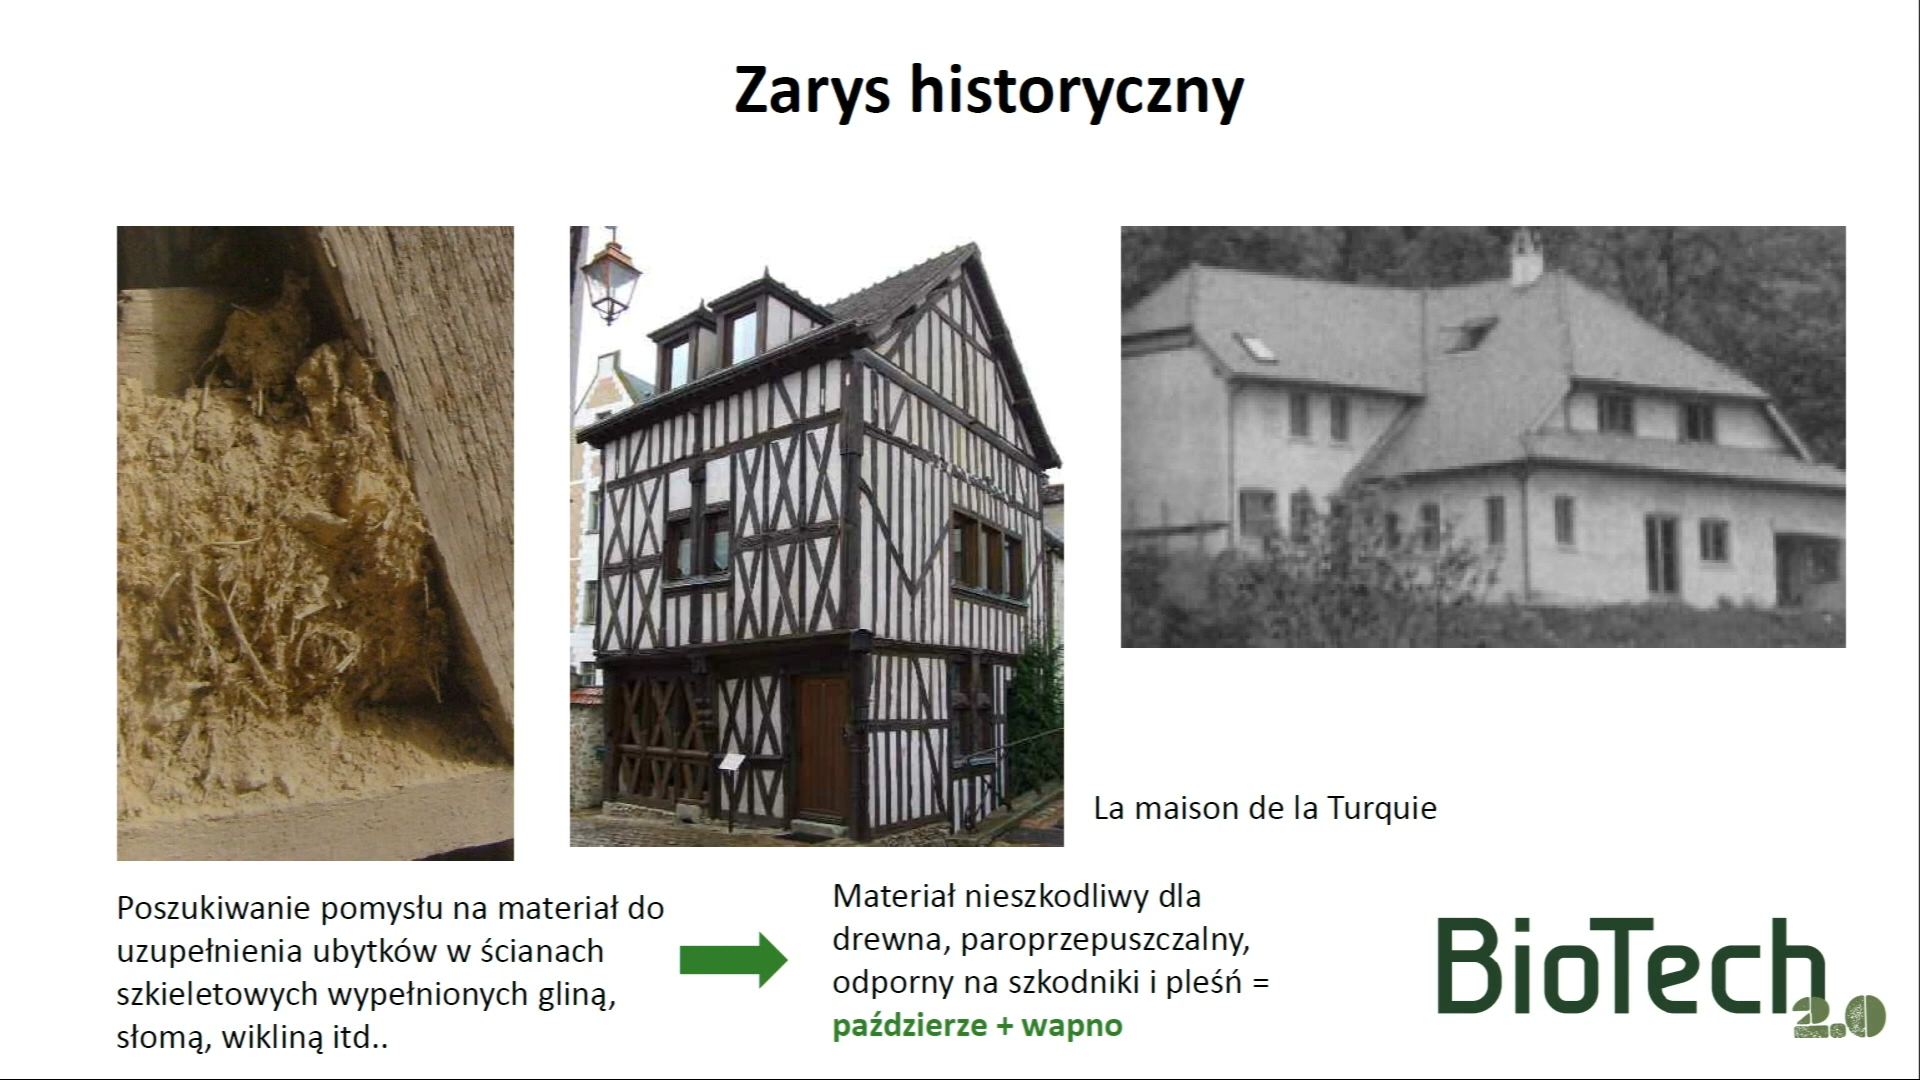 Zarys historyczny
La maison de la Turquie
Poszukiwanie pomysłu na materiał do
uzupełnienia ubytków w ścianach
szkieletowych wypełnionych gliną,
słomą, wikliną itd..
Materiał nieszkodliwy dla
drewna, paroprzepuszczalny,
odporny na szkodniki i pleśń =
paździerze + wapno
BioTech
2.0